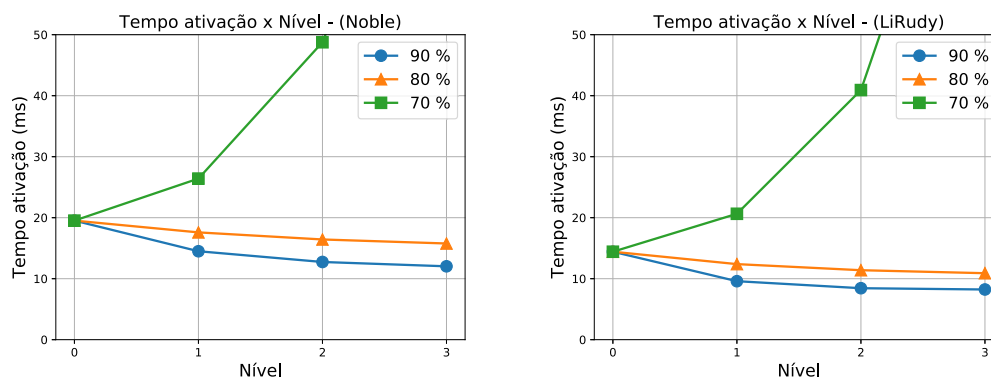 Tempo ativação x Nível - (Noble)
50
40
30
20
10
0
Tempo ativação (ms)
90 %
80 %
70 %
0 1 2 3
Nível
Tempo ativação x Nível - (LiRudy)
50
40
30
20
10
0
Tempo ativação (ms)
90 %
80 %
70 %
0 1 2 3
Nível